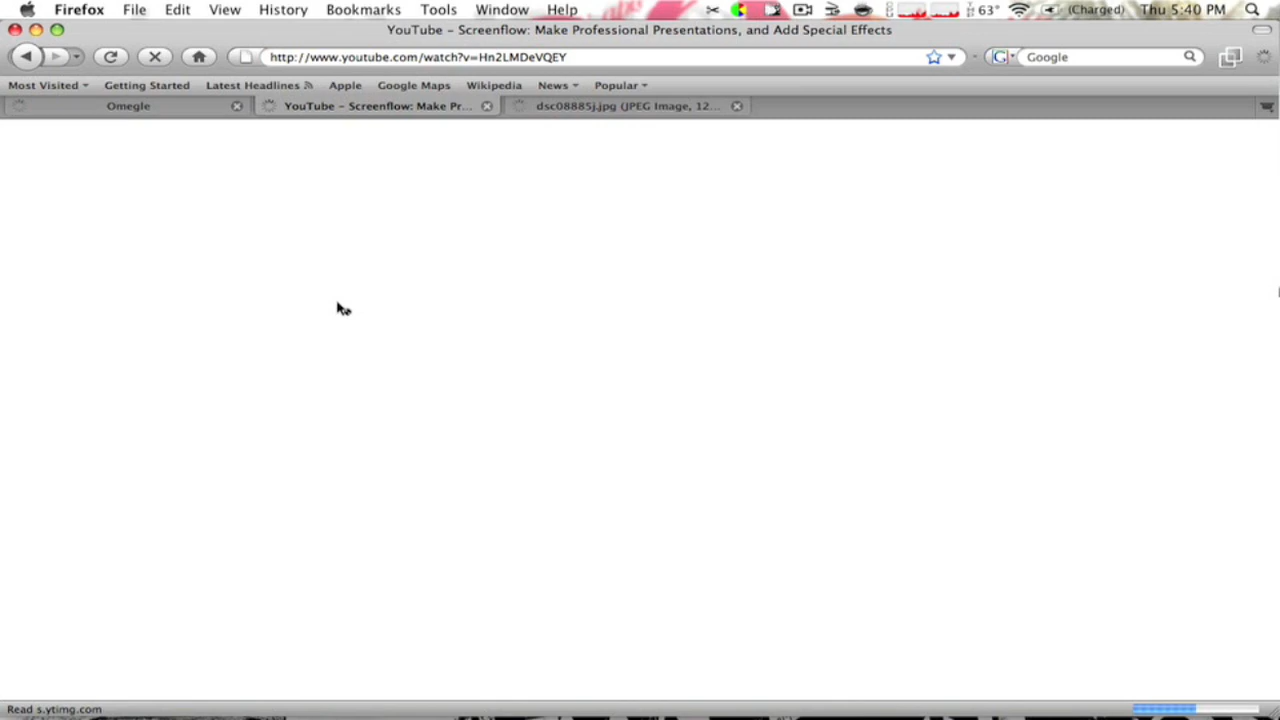 Firefox File Edit View History Bookmarks Tools Window Help 63° (Charged) Thu 5:40 PM
YouTube – Screenflow: Make Professional Presentations, and Add Special Effects
http://www.youtube.com/watch?v=Hn2LMDeVQEY Google
Most Visited Getting Started Latest Headlines Apple Google Maps Wikipedia News Popular
Omegle YouTube – Screenflow: Make Pr... dsc08885j.jpg (JPEG Image, 12...
Read s.ytimg.com